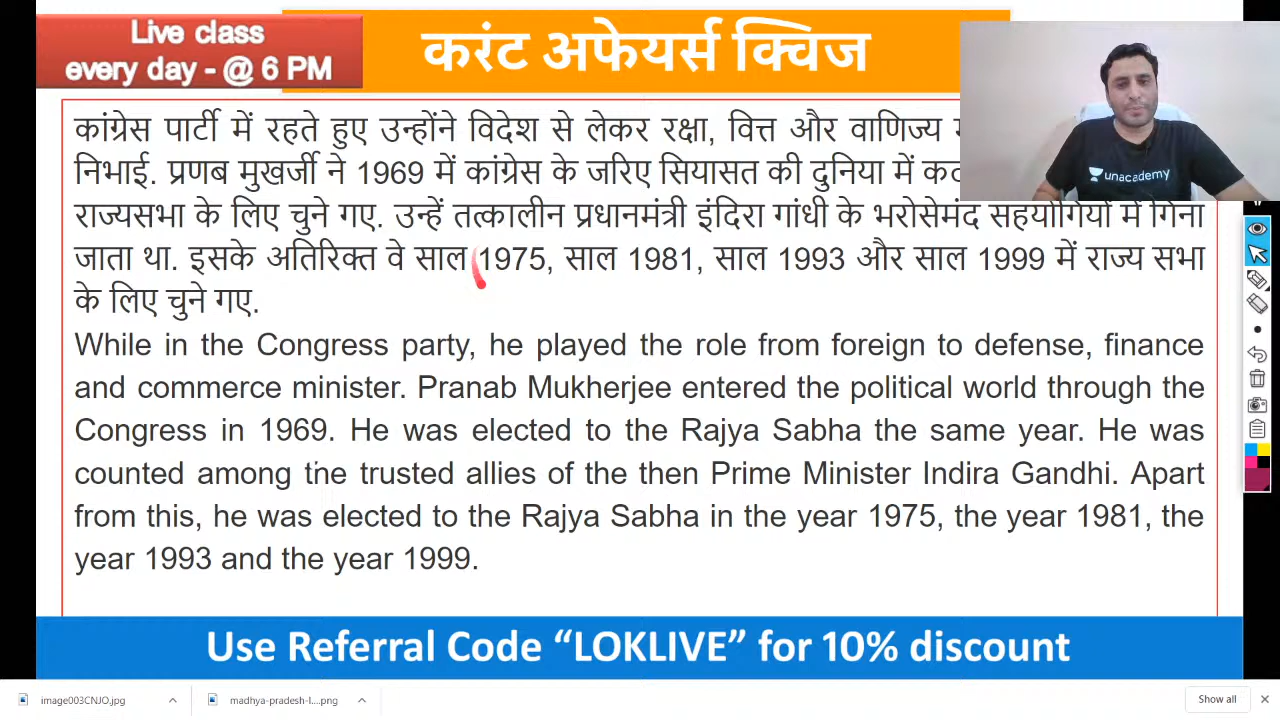 Live class
every day - @ 6 PM
करंट अफेयर्स क्विज
unacademy
कांग्रेस पार्टी में रहते हुए उन्होंने विदेश से लेकर रक्षा, वित्त और वाणिज्य
निभाई. प्रणब मुखर्जी ने 1969 में कांग्रेस के जरिए सियासत की दुनिया में
राज्यसभा के लिए चुने गए. उन्हें तत्कालीन प्रधानमंत्री इंदिरा गांधी के भरोसेमंद सहयोगियों में गिना
जाता था. इसके अतिरिक्त वे साल 1975, साल 1981, साल 1993 और साल 1999 में राज्य सभा
के लिए चुने गए.
While in the Congress party, he played the role from foreign to defense, finance
and commerce minister. Pranab Mukherjee entered the political world through the
Congress in 1969. He was elected to the Rajya Sabha the same year. He was
counted among the trusted allies of the then Prime Minister Indira Gandhi. Apart
from this, he was elected to the Rajya Sabha in the year 1975, the year 1981, the
year 1993 and the year 1999.
Use Referral Code “LOKLIVE” for 10% discount
image003CNJO.jpg
madhya-pradesh-l....png
Show all